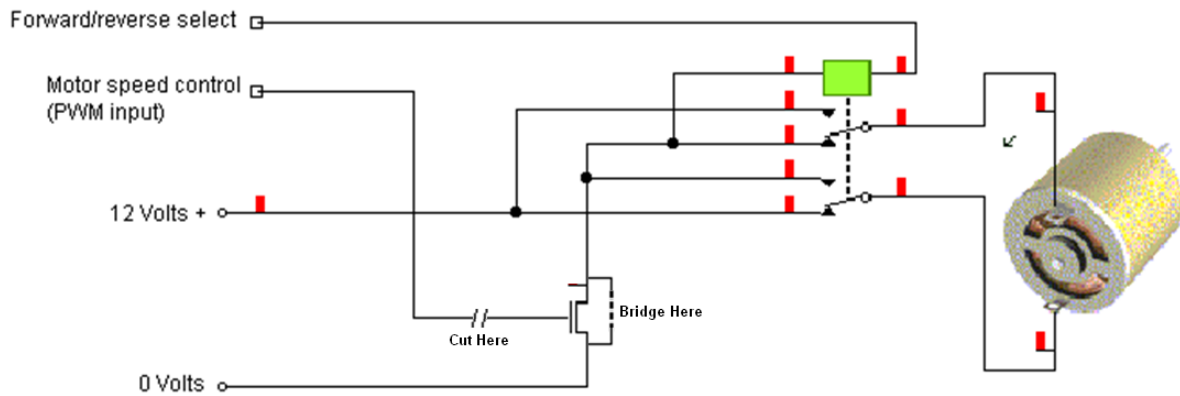 Forward/reverse select
Motor speed control
(PWM input)
12 Volts +
Bridge Here
Cut Here
0 Volts